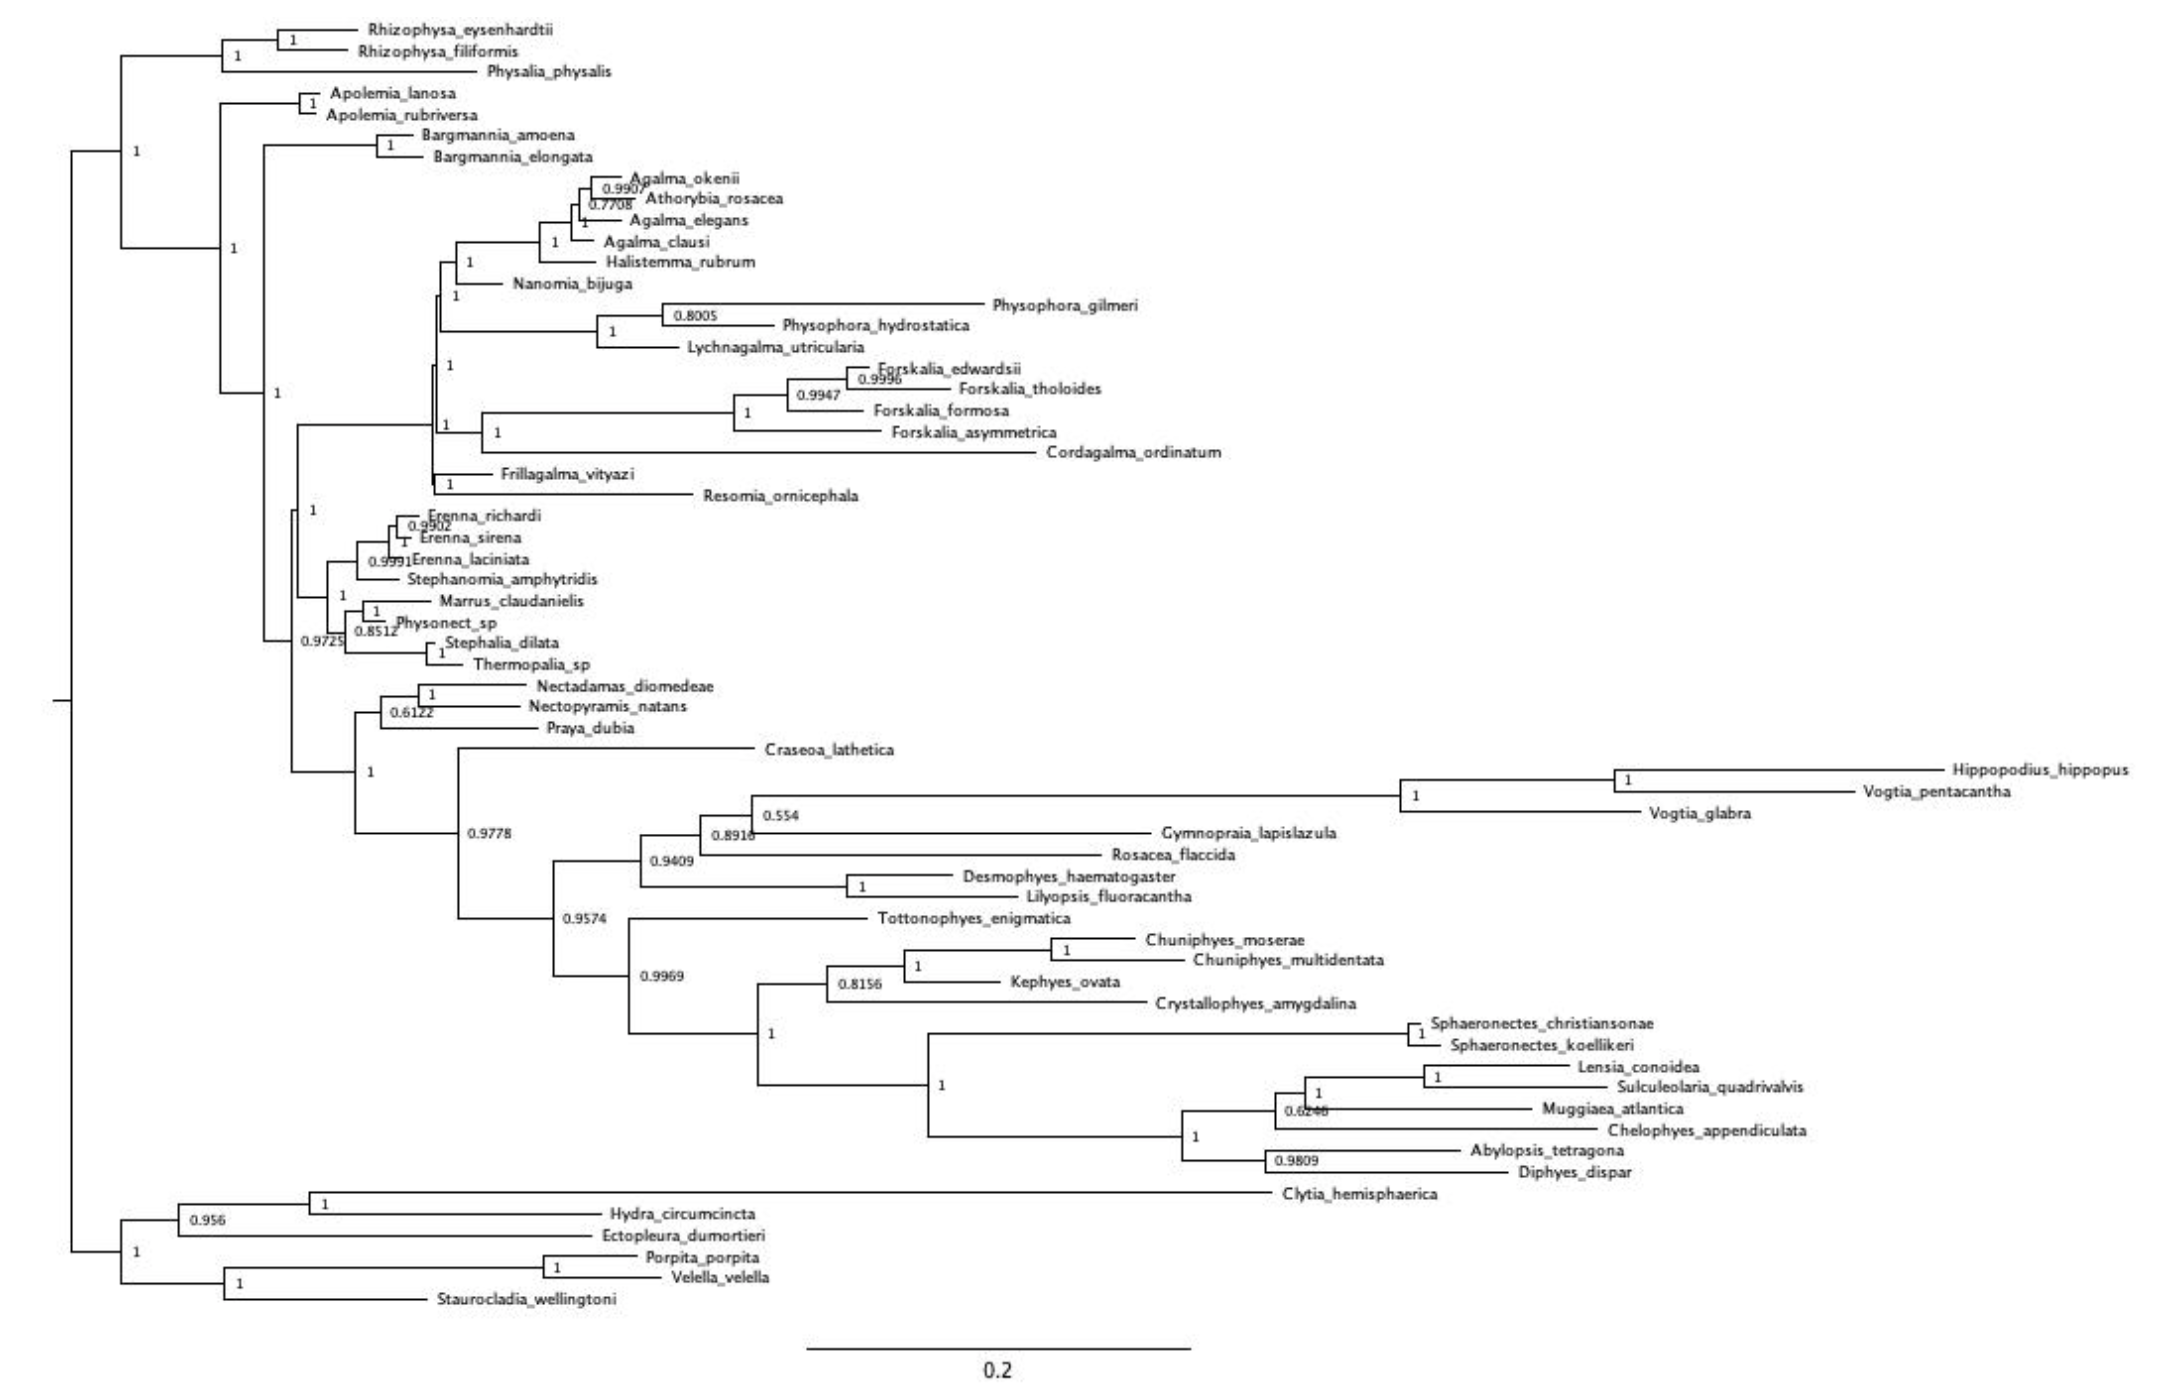 Rhizophysa_eysenhardtii
1
Rhizophysa_filiformis
1
Physalia_physalis
Apolemia_lanosa
1
Apolemia_rubriversa
Bargmannia_amoena
1
1
Bargmannia_elongata
Agalma_okenii
0.9907
Athorybia_rosacea
0.7708
Agalma_elegans
1
Agalma_clausi
1
1
Halistemma_rubrum
1
Nanomia_bijuga
1
Physophora_gilmeri
0.8005
Physophora_hydrostatica
1
Lychnagalma_utricularia
1
Forskalia_edwardsii
0.9996
Forskalia_tholoides
1
0.9947
Forskalia_formosa
1
1
Forskalia_asymmetrica
1
Cordagalma_ordinatum
Frillagalma_vityazi
1
Resomia_ornicephala
1
Erenna_richardi
0.9902
Erenna_sirena
1
Erenna_laciniata
0.9991
Stephanomia_amphytridis
1
Marrus_claudanielis
1
Physonect_sp
0.8512
0.9725
Stephalia_dilata
1
Thermopalia_sp
Nectadamas_diomedeae
1
Nectopyramis_natans
0.6122
Praya_dubia
Craseoa_lathetica
1
Hippopodius_hippopus
1
Vogtia_pentacantha
1
Vogtia_glabra
0.554
0.9778
0.8916
Gymnopraia_lapislazula
Rosacea_flaccida
0.9409
Desmophyes_haematogaster
1
Lilyopsis_fluoracantha
0.9574
Tottonophyes_enigmatica
Chuniphyes_moserae
1
Chuniphyes_multidentata
1
0.9969
Kephyes_ovata
0.8156
Crystallophyes_amygdalina
Sphaeronectes_christiansonae
1
1
Sphaeronectes_koellikeri
Lensia_conoidea
1
1
Sulculeolaria_quadrivalvis
1
Muggiaea_atlantica
0.6246
Chelophyes_appendiculata
1
Abylopsis_tetragona
0.9809
Diphyes_dispar
Clytia_hemisphaerica
1
Hydra_circumcincta
0.956
Ectopleura_dumortieri
1
Porpita_porpita
1
Velella_velella
1
Staurocladia_wellingtoni
0.2